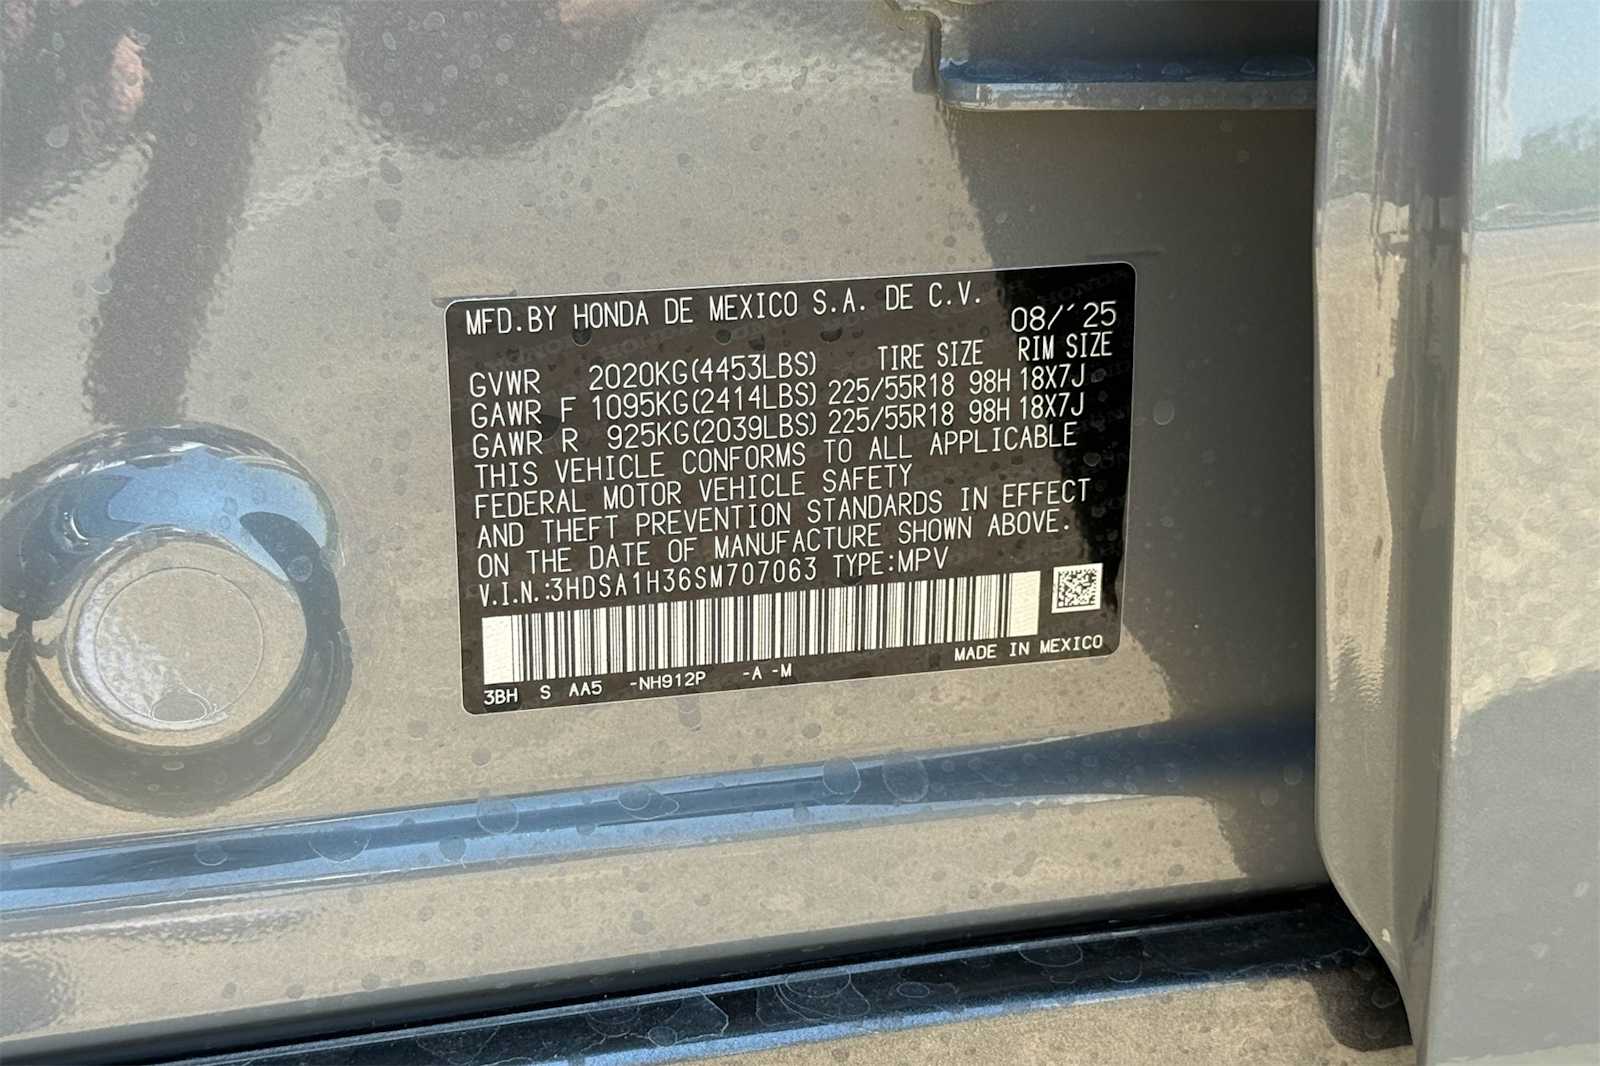 MFD.BY HONDA DE MEXICO S.A. DE C.V.
08/´25
TIRE SIZE RIM SIZE
GVWR 2020KG(4453LBS)
GAWR F 1095KG(2414LBS) 225/55R18 98H 18X7J
GAWR R 925KG(2039LBS) 225/55R18 98H 18X7J
THIS VEHICLE CONFORMS TO ALL APPLICABLE
FEDERAL MOTOR VEHICLE SAFETY
AND THEFT PREVENTION STANDARDS IN EFFECT
ON THE DATE OF MANUFACTURE SHOWN ABOVE.
V.I.N.:3HDSA1H36SM707063 TYPE:MPV
3BH S AA5 -NH912P -A -M
MADE IN MEXICO